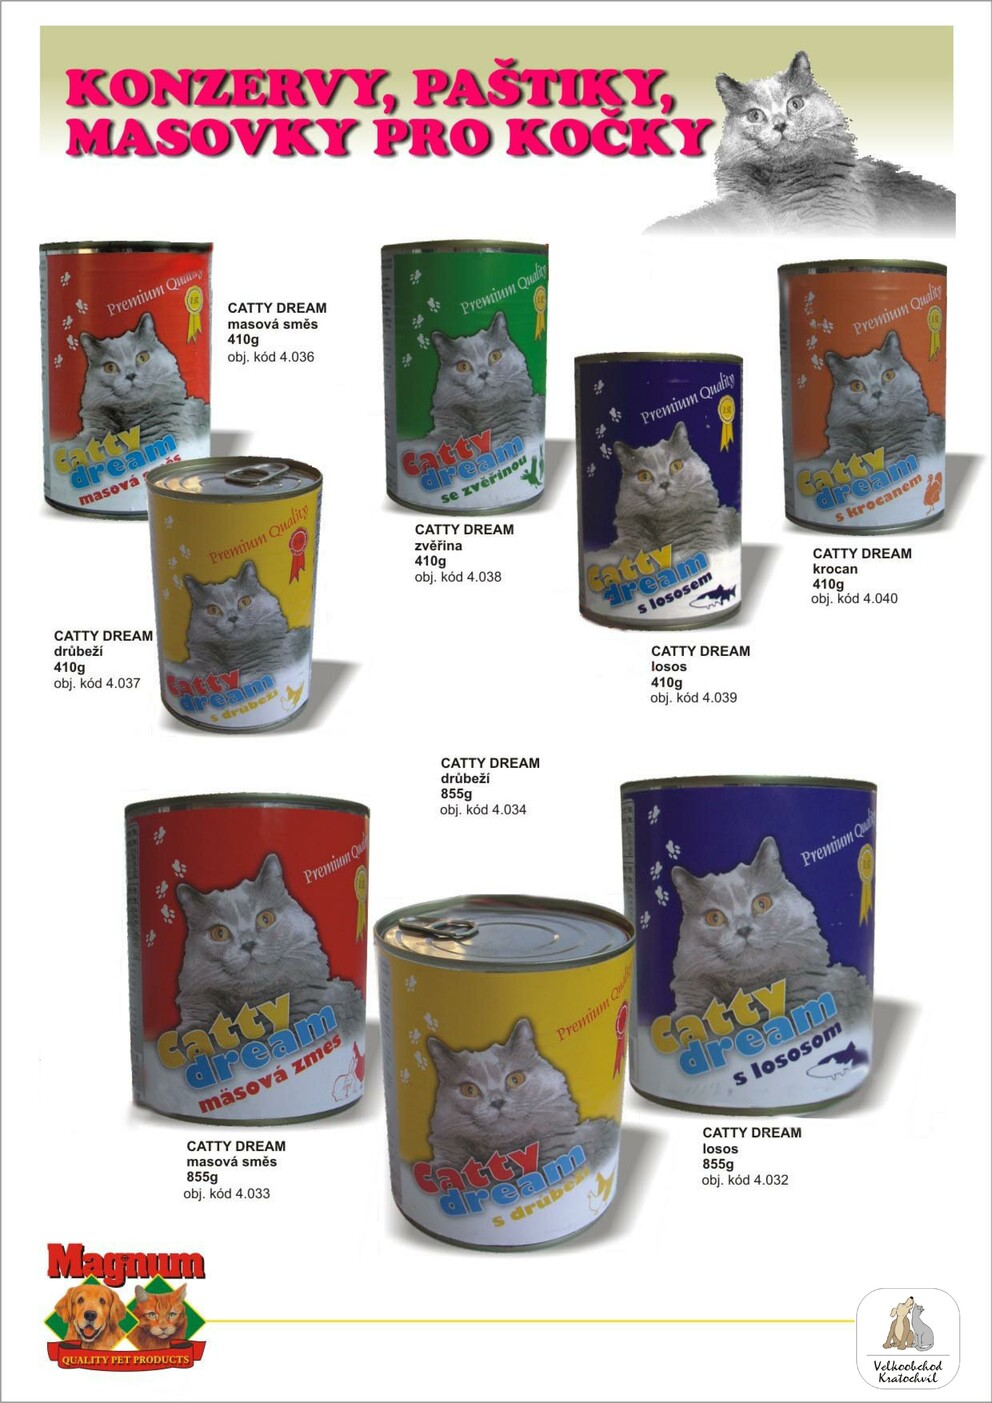 KONZERVY, PAŠTIKY,
MASOVKY PRO KOČKY
Premium Quality
catty
dream
masová směs
CATTY DREAM
masová směs
410g
obj. kód 4.036
Premium Quality
catty
dream
se zvěřinou
CATTY DREAM
zvěřina
410g
obj. kód 4.038
Premium Quality
catty
dream
s lososem
CATTY DREAM
losos
410g
obj. kód 4.039
Premium Quality
catty
dream
s krocanem
CATTY DREAM
krocan
410g
obj. kód 4.040
Premium Quality
catty
dream
s drůbeží
CATTY DREAM
drůbeží
410g
obj. kód 4.037
CATTY DREAM
drůbeží
855g
obj. kód 4.034
Premium Qua
catty
dream
mäsová zmes
CATTY DREAM
masová směs
855g
obj. kód 4.033
Premium Qu
catty
dream
s drůbeží
Premium Qua
catty
dream
s lososom
CATTY DREAM
losos
855g
obj. kód 4.032
Magnum
QUALITY PET PRODUCTS
Velkoobchod
Kratochvíl